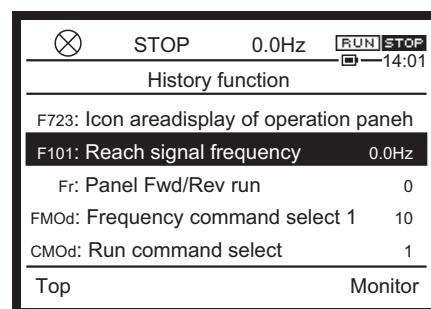 STOP 0.0Hz RUN STOP
14:01
History function
F723: Icon areadisplay of operation paneh
F101: Reach signal frequency 0.0Hz
Fr: Panel Fwd/Rev run 0
FMOd: Frequency command select 1 10
CMOd: Run command select 1
Top Monitor